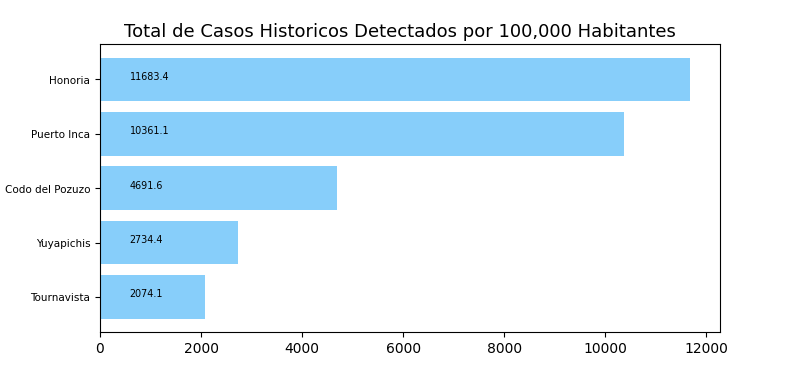 Total de Casos Historicos Detectados por 100,000 Habitantes
Honoria 11683.4
Puerto Inca 10361.1
Codo del Pozuzo 4691.6
Yuyapichis 2734.4
Tournavista 2074.1
0 2000 4000 6000 8000 10000 12000